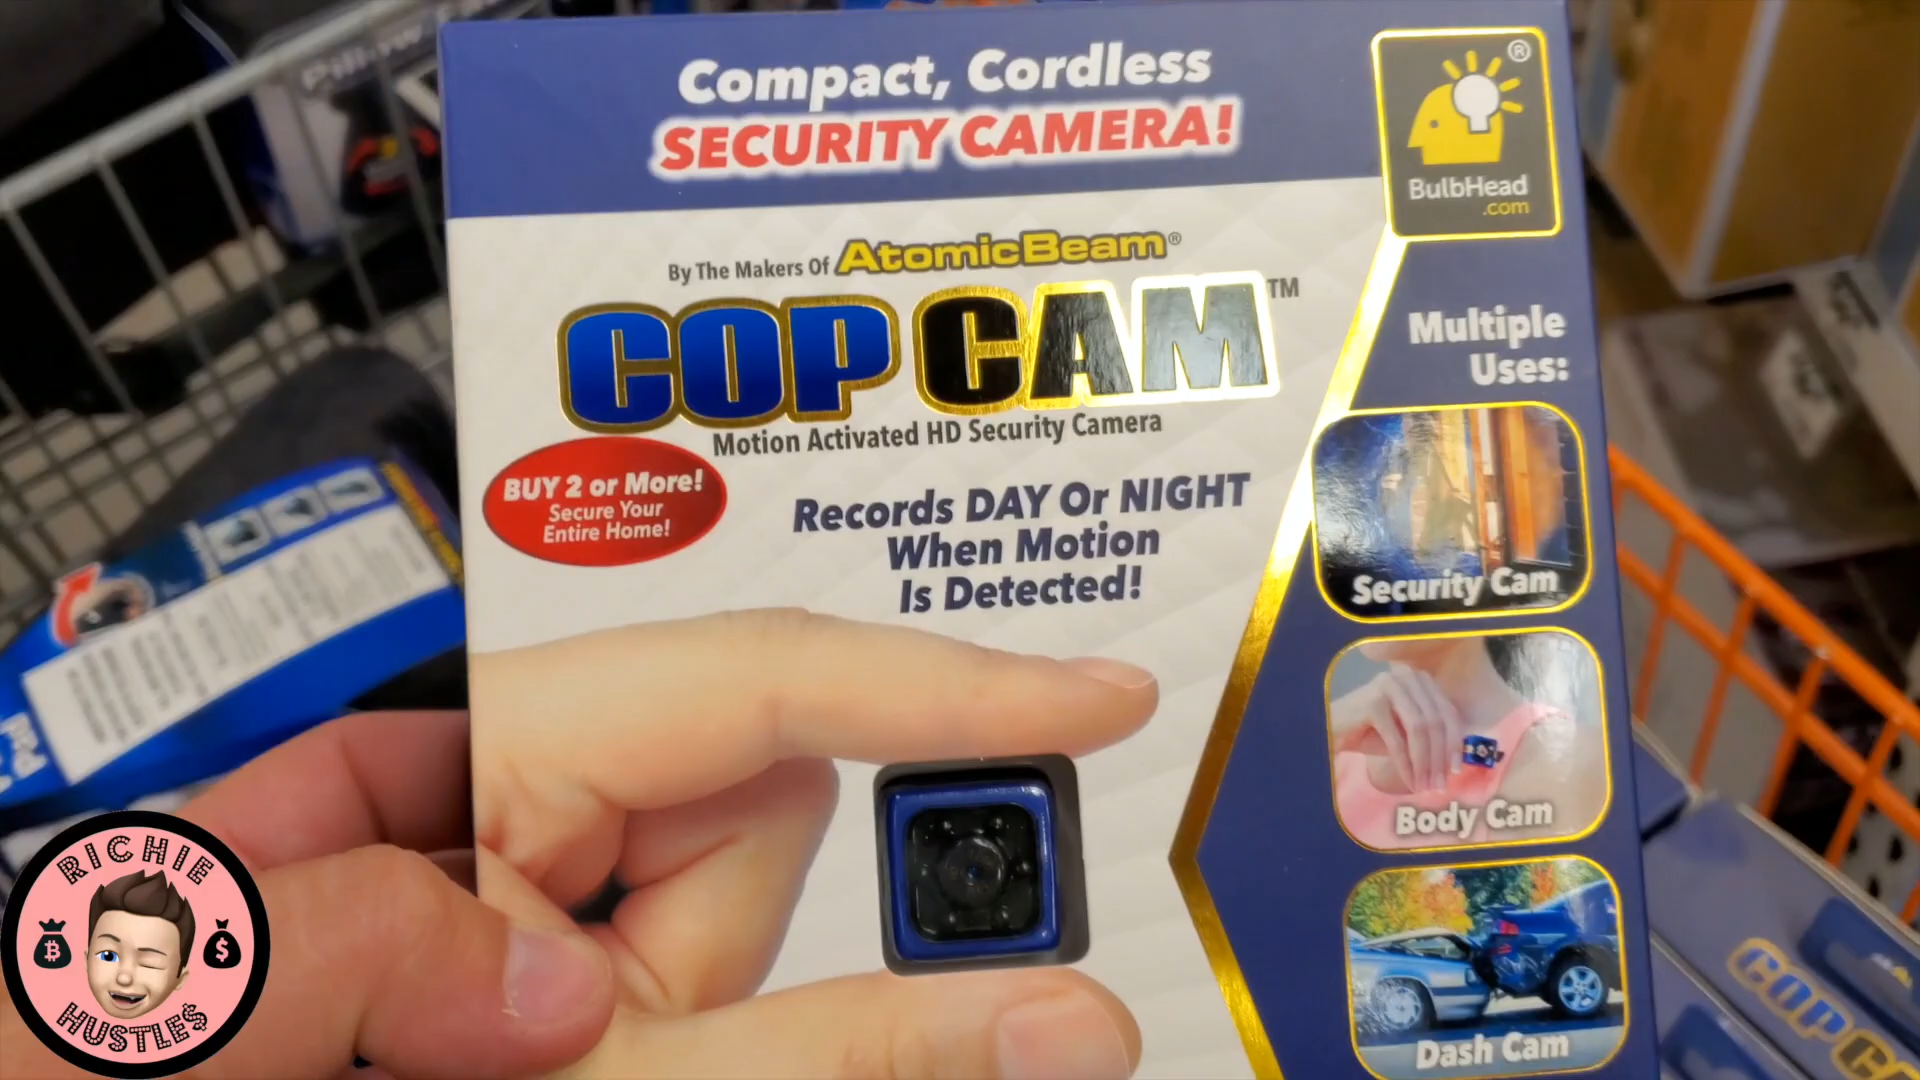 Compact, Cordless
SECURITY CAMERA!
BulbHead®
.com
By The Makers Of AtomicBeam®
COP CAM™
Motion Activated HD Security Camera
BUY 2 or More!
Secure Your
Entire Home!
Records DAY Or NIGHT
When Motion
Is Detected!
Multiple
Uses:
Security Cam
Body Cam
Dash Cam
RICHIE
HUSTLE$
COP